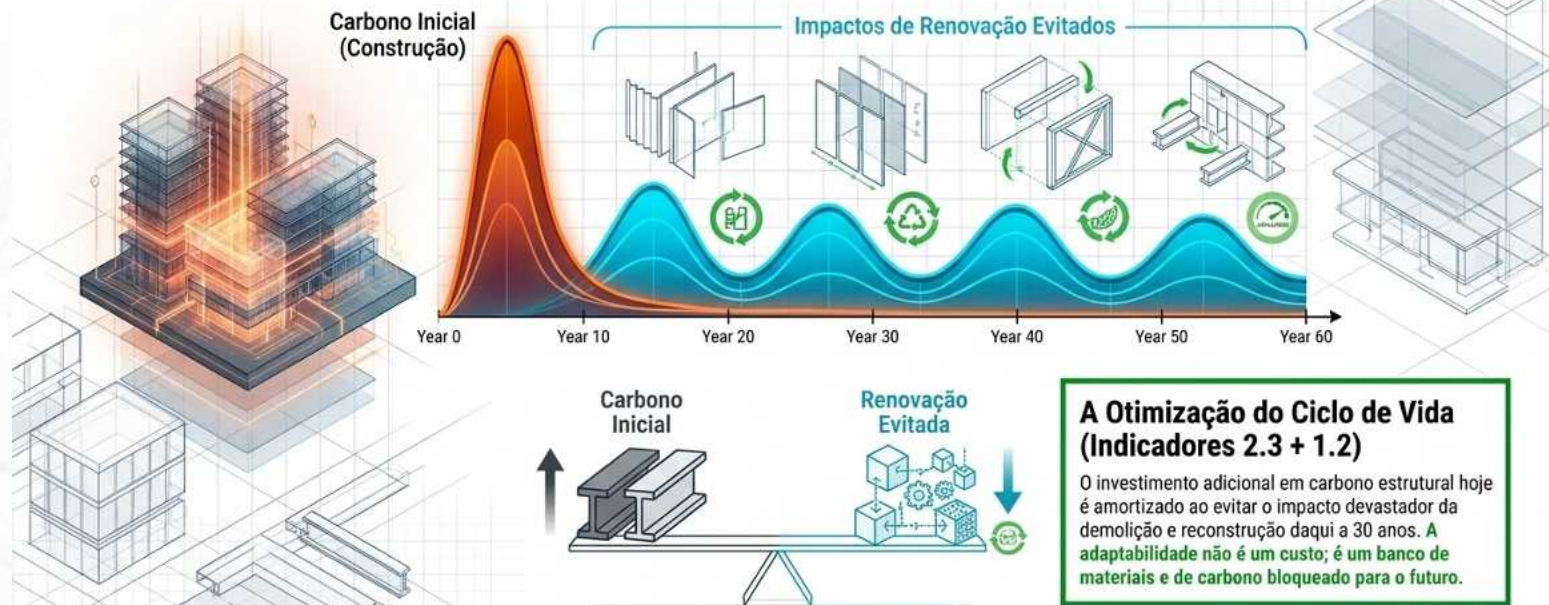 Carbono Inicial
(Construção)
Impactos de Renovação Evitados
Year 0
Year 10
Year 20
Year 30
Year 40
Year 50
Year 60
Carbono
Inicial
Renovação
Evitada
A Otimização do Ciclo de Vida
(Indicadores 2.3 + 1.2)
O investimento adicional em carbono estrutural hoje
é amortizado ao evitar o impacto devastador da
demolição e reconstrução daqui a 30 anos. A
adaptabilidade não é um custo; é um banco de
materiais e de carbono bloqueado para o futuro.